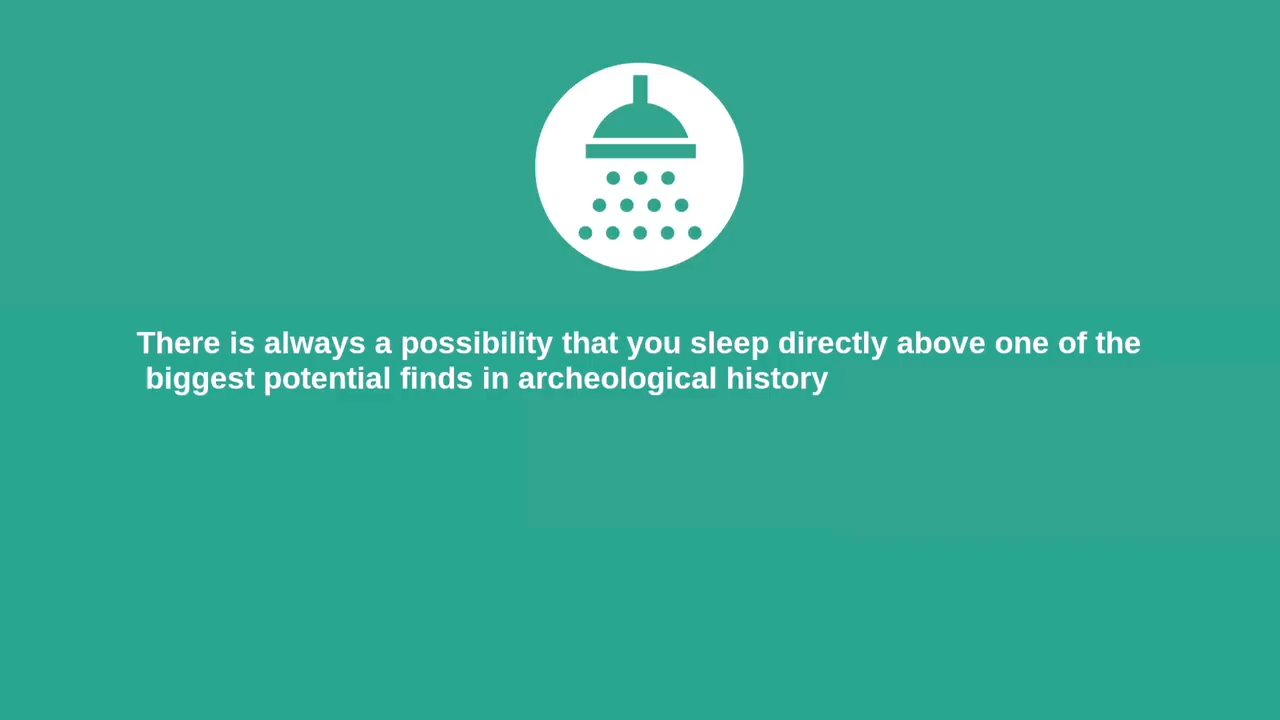 There is always a possibility that you sleep directly above one of the
biggest potential finds in archeological history